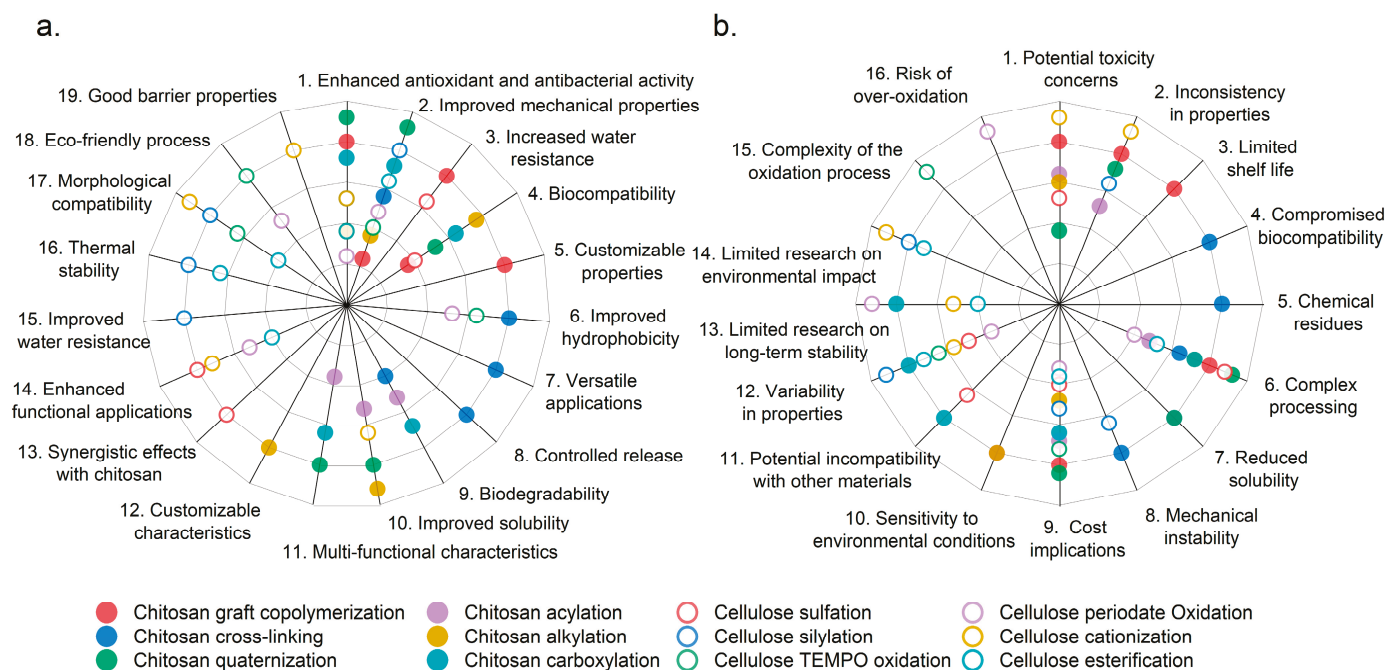 a.
1. Enhanced antioxidant and antibacterial activity
2. Improved mechanical properties
3. Increased water
resistance
4. Biocompatibility
5. Customizable
properties
6. Improved
hydrophobicity
7. Versatile
applications
8. Controlled release
9. Biodegradability
10. Improved solubility
11. Multi-functional characteristics
12. Customizable
characteristics
13. Synergistic effects
with chitosan
14. Enhanced
functional applications
15. Improved
water resistance
16. Thermal
stability
17. Morphological
compatibility
18. Eco-friendly process
19. Good barrier properties
b.
1. Potential toxicity
concerns
2. Inconsistency
in properties
3. Limited
shelf life
4. Compromised
biocompatibility
5. Chemical
residues
6. Complex
processing
7. Reduced
solubility
8. Mechanical
instability
9. Cost
implications
10. Sensitivity to
environmental conditions
11. Potential incompatibility
with other materials
12. Variability
in properties
13. Limited research on
long-term stability
14. Limited research on
environmental impact
15. Complexity of the
oxidation process
16. Risk of
over-oxidation
Chitosan graft copolymerization
Chitosan cross-linking
Chitosan quaternization
Chitosan acylation
Chitosan alkylation
Chitosan carboxylation
Cellulose sulfation
Cellulose silylation
Cellulose TEMPO oxidation
Cellulose periodate Oxidation
Cellulose cationization
Cellulose esterification